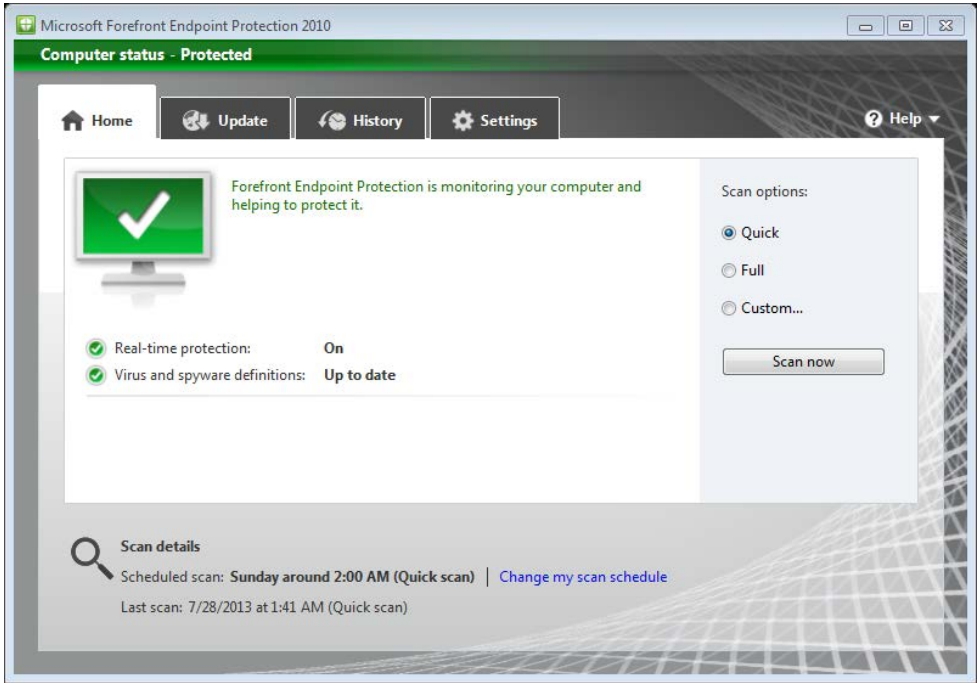 Microsoft Forefront Endpoint Protection 2010
Computer status - Protected
Home Update History Settings Help
Forefront Endpoint Protection is monitoring your computer and
helping to protect it.
Scan options:
Quick
Full
Custom...
Scan now
Real-time protection: On
Virus and spyware definitions: Up to date
Scan details
Scheduled scan: Sunday around 2:00 AM (Quick scan) | Change my scan schedule
Last scan: 7/28/2013 at 1:41 AM (Quick scan)